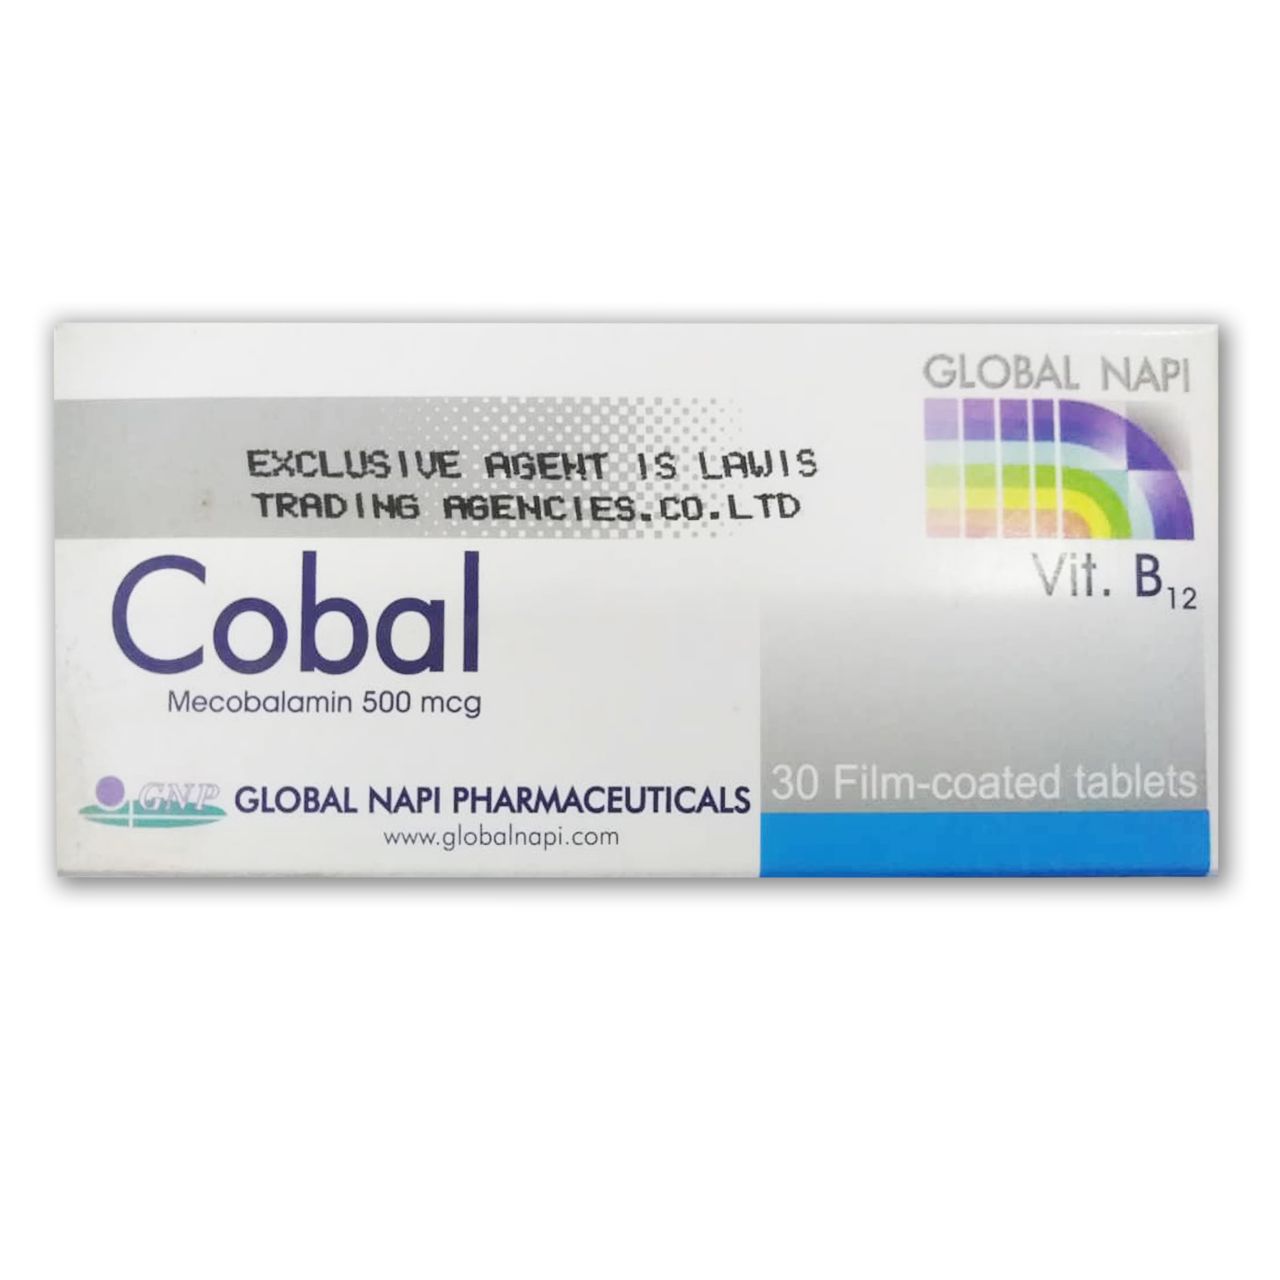 GLOBAL NAPI
EXCLUSIVE AGENT IS LAWIS
TRADING AGENCIES.CO.LTD
Vit. B12
Cobal
Mecobalamin 500 mcg
30 Film-coated tablets
GNP GLOBAL NAPI PHARMACEUTICALS
www.globalnapi.com